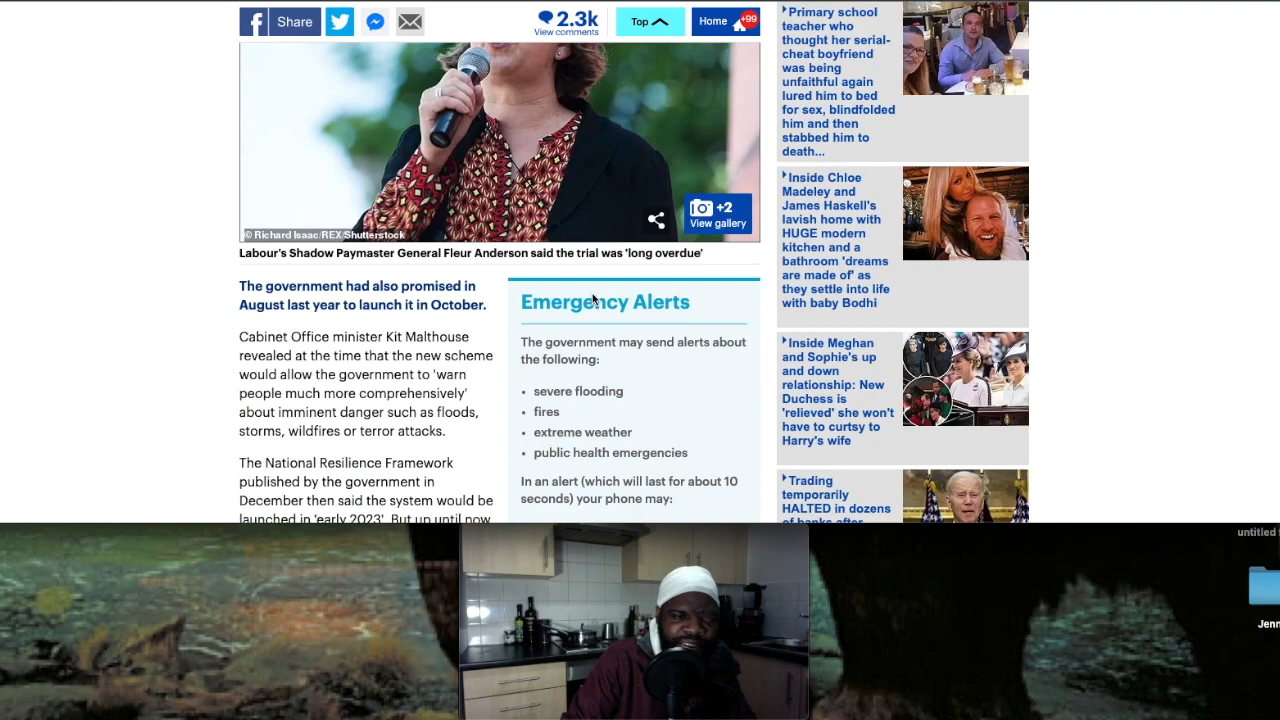 Share
2.3k
View comments
Top
Home
+99
+2
View gallery
© Richard Isaac/REX/Shutterstock
Labour's Shadow Paymaster General Fleur Anderson said the trial was 'long overdue'
The government had also promised in
August last year to launch it in October.
Cabinet Office minister Kit Malthouse
revealed at the time that the new scheme
would allow the government to 'warn
people much more comprehensively'
about imminent danger such as floods,
storms, wildfires or terror attacks.
The National Resilience Framework
published by the government in
December then said the system would be
launched in 'early 2023'. But up until now
Emergency Alerts
The government may send alerts about
the following:
• severe flooding
• fires
• extreme weather
• public health emergencies
In an alert (which will last for about 10
seconds) your phone may:
Primary school
teacher who
thought her serial-
cheat boyfriend
was being
unfaithful again
lured him to bed
for sex, blindfolded
him and then
stabbed him to
death...
Inside Chloe
Madeley and
James Haskell's
lavish home with
HUGE modern
kitchen and a
bathroom 'dreams
are made of' as
they settle into life
with baby Bodhi
Inside Meghan
and Sophie's up
and down
relationship: New
Duchess is
'relieved' she won't
have to curtsy to
Harry's wife
Trading
temporarily
HALTED in dozens
of banks after
untitled
Jenn